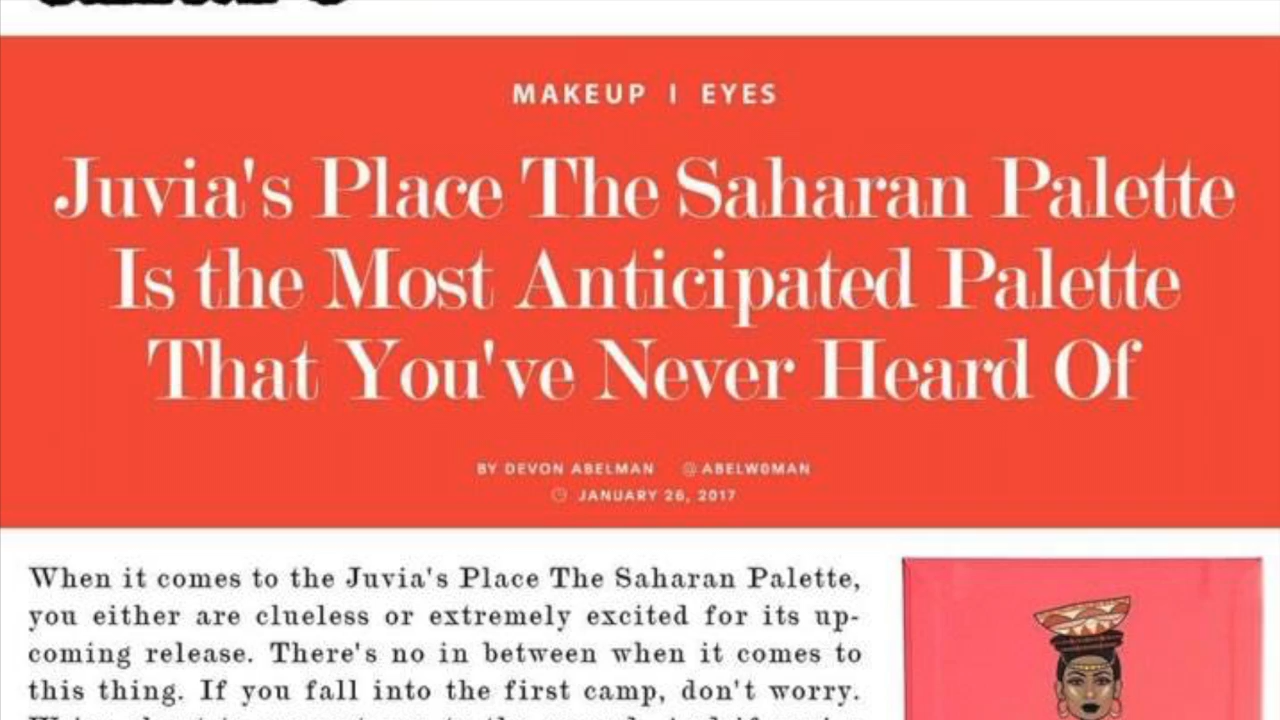 MAKEUP | EYES
Juvia's Place The Saharan Palette
Is the Most Anticipated Palette
That You've Never Heard Of
BY DEVON ABELMAN @ABELW0MAN
JANUARY 26, 2017
When it comes to the Juvia's Place The Saharan Palette,
you either are clueless or extremely excited for its up-
coming release. There's no in between when it comes to
this thing. If you fall into the first camp, don't worry.